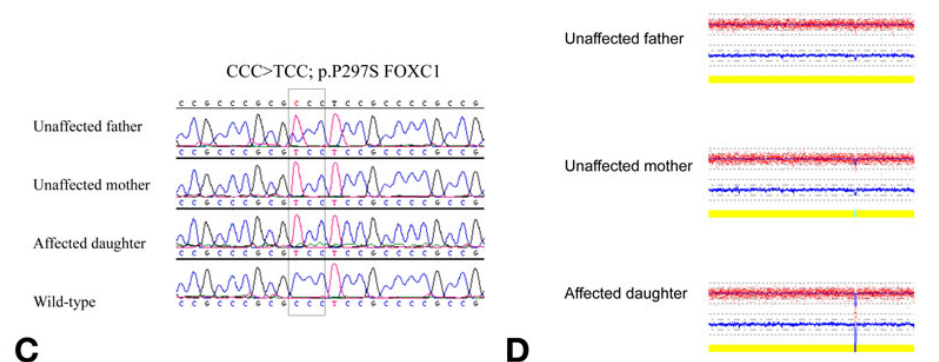 CCC>TCC; p.P297S FOXC1
C C G C C C G C G C C C T C C G C C C C G C C G
Unaffected father
C C G C C C G C G T C C T C C G C C C C G C C G
Unaffected mother
C C G C C C G C G T C C T C C G C C C C G C C G
Affected daughter
C C G C C C G C G T C C T C C G C C C C G C C G
Wild-type
C C G C C C G C G C C C T C C G C C C C G C C G
C
Unaffected father
Unaffected mother
Affected daughter
D